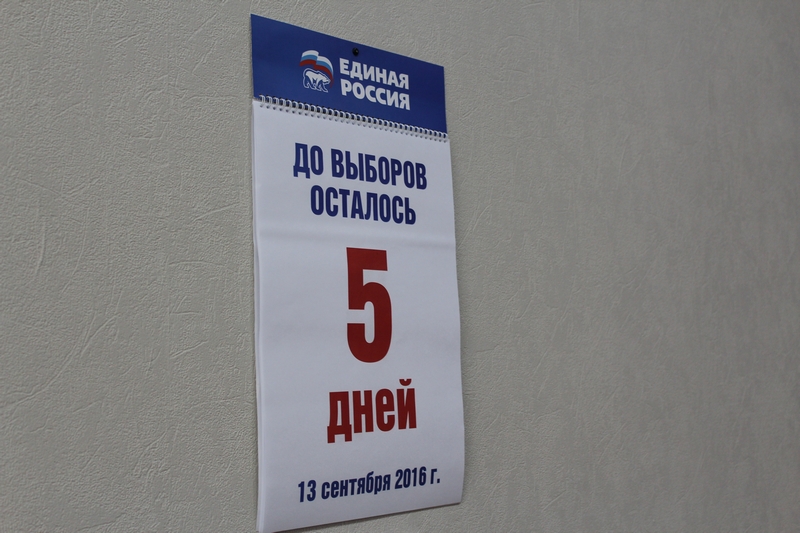 ЕДИНАЯ
РОССИЯ
ДО ВЫБОРОВ
ОСТАЛОСЬ
5
дней
13 сентября 2016 г.